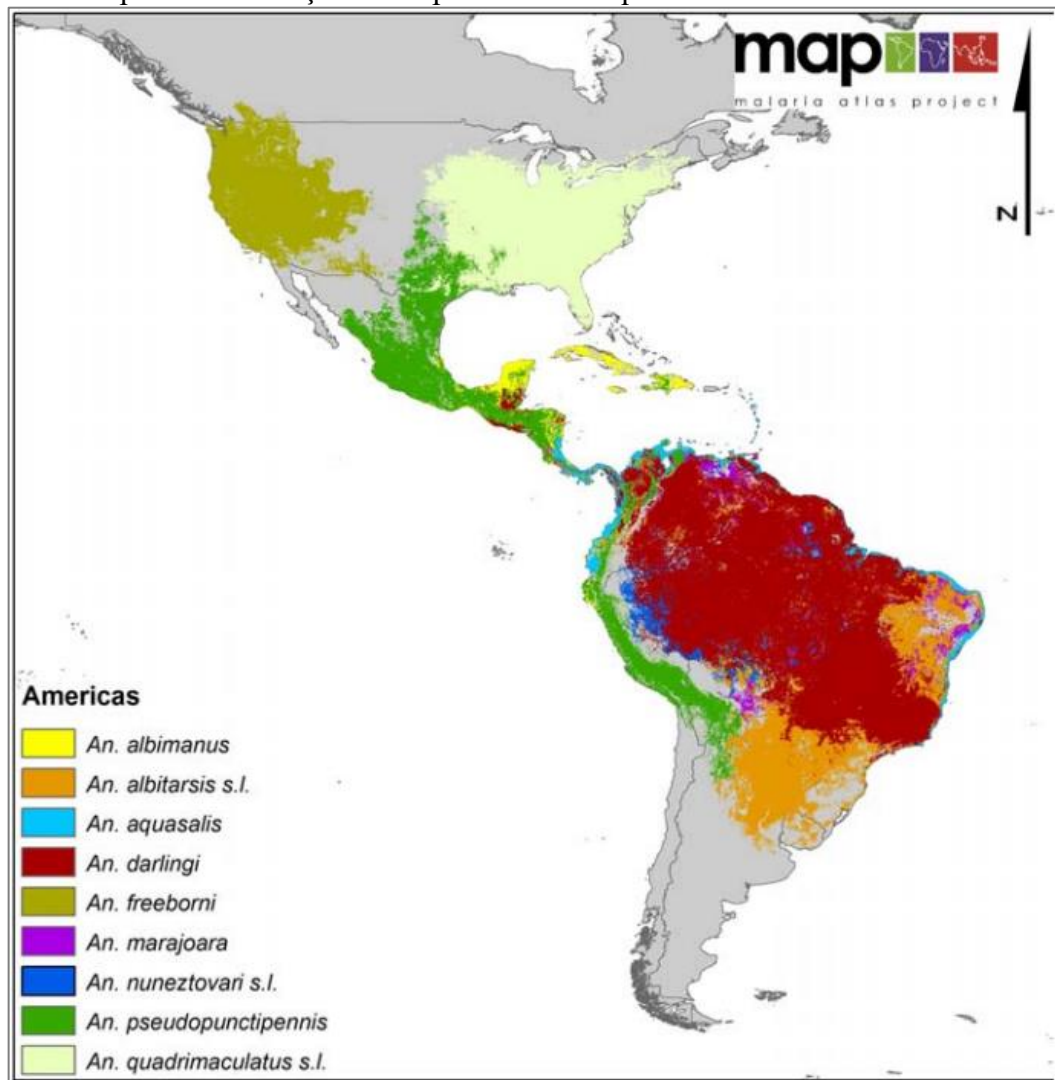 map
malaria atlas project
N
Americas
An. albimanus
An. albitarsis s.l.
An. aquasalis
An. darlingi
An. freeborni
An. marajoara
An. nuneztovari s.l.
An. pseudopunctipennis
An. quadrimaculatus s.l.